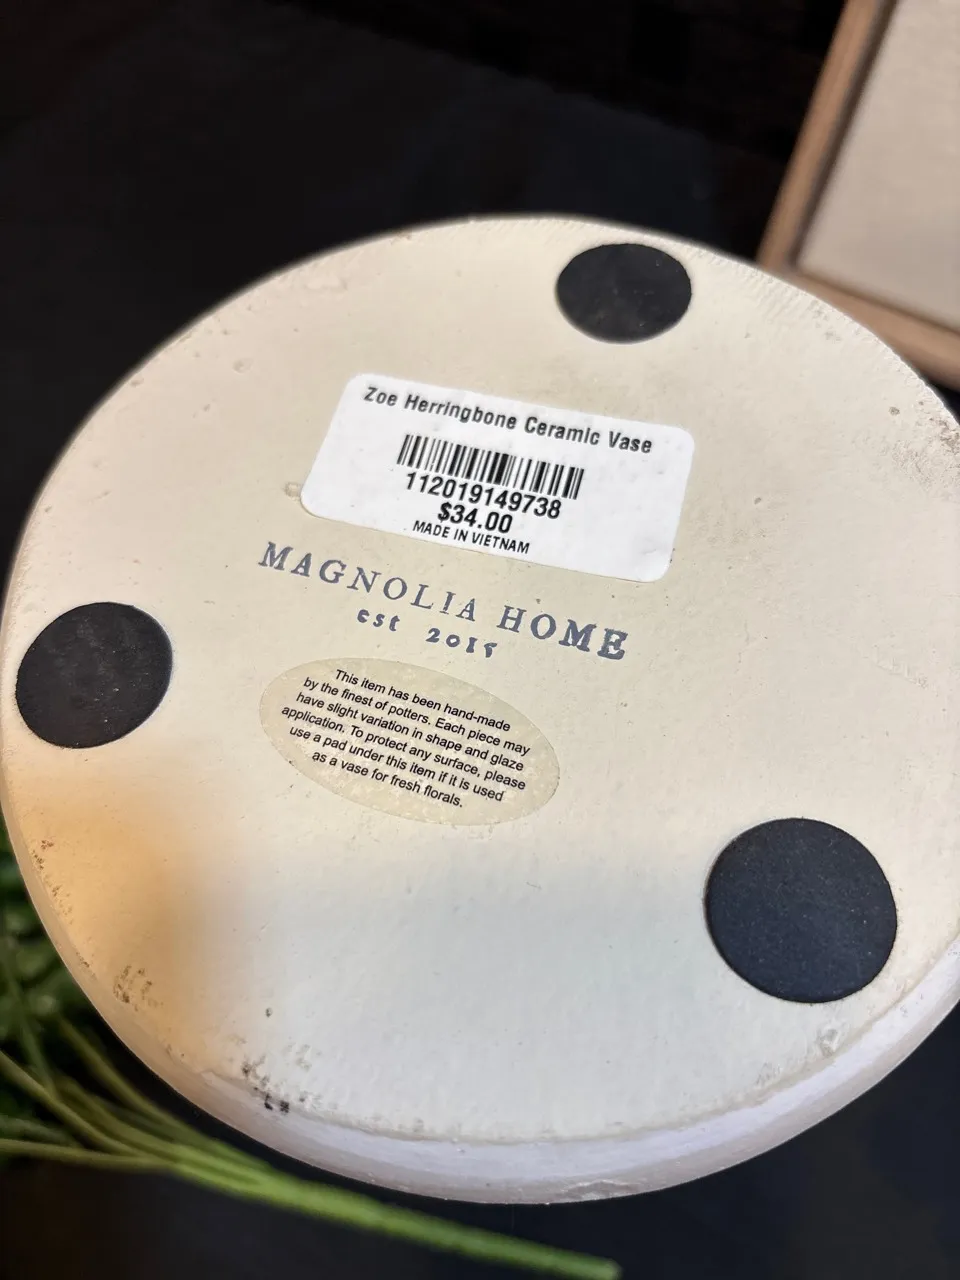 Zoe Herringbone Ceramic Vase
112019149738
$34.00
MADE IN VIETNAM
MAGNOLIA HOME
est 2015
This item has been hand-made
by the finest of potters. Each piece may
have slight variation in shape and glaze
application. To protect any surface, please
use a pad under this item if it is used
as a vase for fresh florals.